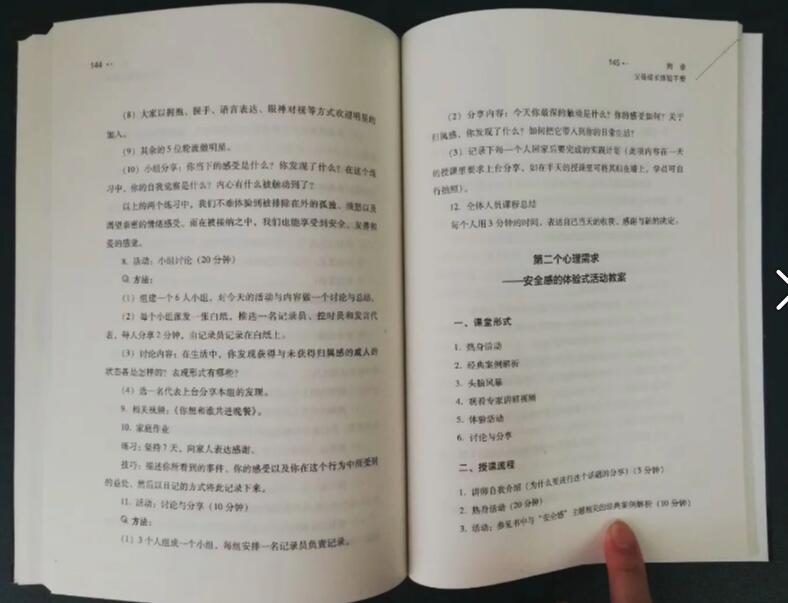 144
(8)大家以拥抱、握手、语言表达、眼神对视等方式欢迎明星的
加入。
(9)其余的5位轮流做明星。
(10)小组分享:你当下的感受是什么?你发现了什么?在这个练
习中,你的自我觉察是什么?内心有什么被触动到了?
以上的两个练习中,我们不难体验到被排除在外的孤独、愤怒以及
渴望亲密的情绪感受。而在被接纳之中,我们也能享受到安全、友善和
爱的感觉。
8. 活动:小组讨论(20分钟)
方法:
(1)组建一个6人小组,对今天的活动与内容做一个讨论与总结。
(2)每个小组派发一张白纸,推选一名记录员、控时员和发言代
表,每人分享2分钟,由记录员记录在白纸上。
(3)讨论内容:在生活中,你发现获得与未获得归属感的成人的
状态各是怎样的?表现形式有哪些?
(4)选一名代表上台分享本组的发现。
9. 相关视频:《你想和谁共进晚餐》。
10. 家庭作业
练习:坚持7天,向家人表达感谢。
技巧:描述你所看到的事件、你的感受以及你在这个行为中所受到
的益处,然后以日记的方式将此记录下来。
11. 活动:讨论与分享(10分钟)
方法:
(1)3个人组成一个小组,每组安排一名记录员负责记录。
145
附录
父母成长体验手册
(2)分享内容:今天你最深的触动是什么?你的感受如何?关于
归属感,你发现了什么?如何把它带入到你的日常生活?
(3)记录下每一个人回家后要完成的实践计划(此项内容在一天
的授课里要求上台分享,如在半天的授课里可将其贴在墙上,学员可自
行拍照)。
12. 全体人员课程总结
每个人用3分钟的时间,表达自己当天的收获、感谢与新的决定。
第二个心理需求
——安全感的体验式活动教案
一、课堂形式
1. 热身活动
2. 经典案例解析
3. 头脑风暴
4. 观看专家讲解视频
5. 体验活动
6. 讨论与分享
二、授课流程
1. 讲师自我介绍(为什么要进行这个话题的分享)(5分钟)
2. 热身活动(20分钟)
3. 活动:参见书中与“安全感”主题相关的经典案例解析(10分钟)